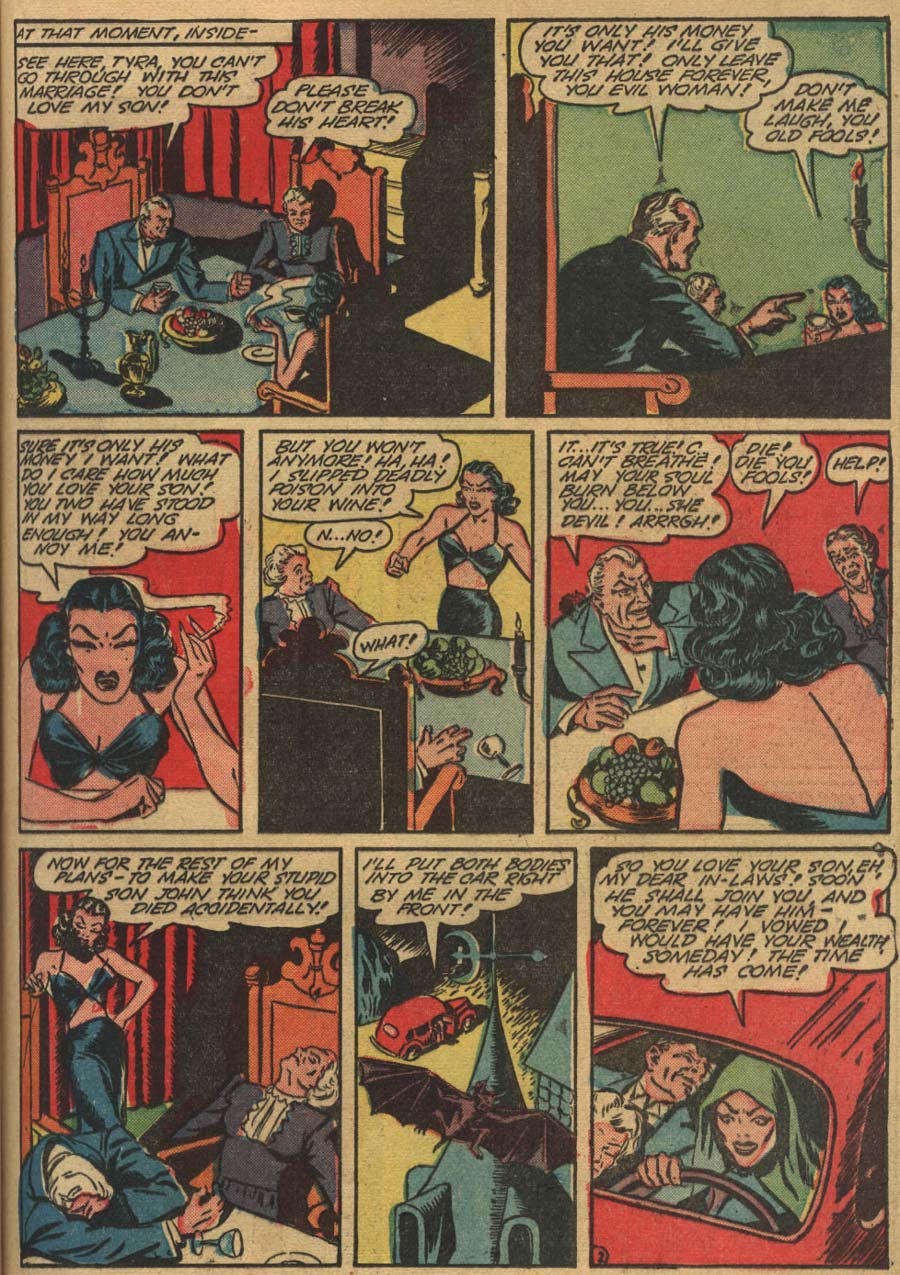 AT THAT MOMENT, INSIDE-
SEE HERE, TYRA, YOU CAN'T
GO THROUGH WITH THIS
MARRIAGE! YOU DON'T
LOVE MY SON!
PLEASE
DON'T BREAK
HIS HEART!
IT'S ONLY HIS MONEY
YOU WANT! I'LL GIVE
YOU THAT! ONLY LEAVE
THIS HOUSE FOREVER,
YOU EVIL WOMAN!
DON'T
MAKE ME
LAUGH, YOU
OLD FOOLS!
SURE IT'S ONLY HIS
MONEY I WANT! WHAT
DO I CARE HOW MUCH
YOU LOVE YOUR SON!
YOU TWO HAVE STOOD
IN MY WAY LONG
ENOUGH! YOU AN-
NOY ME!
BUT YOU WON'T
ANYMORE! HA, HA!
I SLIPPED DEADLY
POISON INTO
YOUR WINE!
N...NO!
WHAT!
IT...IT'S TRUE! C..
CAN'T BREATHE!
MAY YOUR SOUL
BURN BELOW
YOU...YOU...SHE
DEVIL! ARRRGH!
DIE!
DIE YOU
FOOLS!
HELP!
NOW FOR THE REST OF MY
PLANS - TO MAKE YOUR STUPID
SON JOHN THINK YOU
DIED ACCIDENTALLY!
I'LL PUT BOTH BODIES
INTO THE CAR RIGHT
BY ME IN THE
FRONT!
SO YOU LOVE YOUR SON, EH,
MY DEAR IN-LAWS! SOON
HE SHALL JOIN YOU, AND
YOU MAY HAVE HIM-
FOREVER! I VOWED I
WOULD HAVE YOUR WEALTH
SOMEDAY! THE TIME
HAS COME!
2